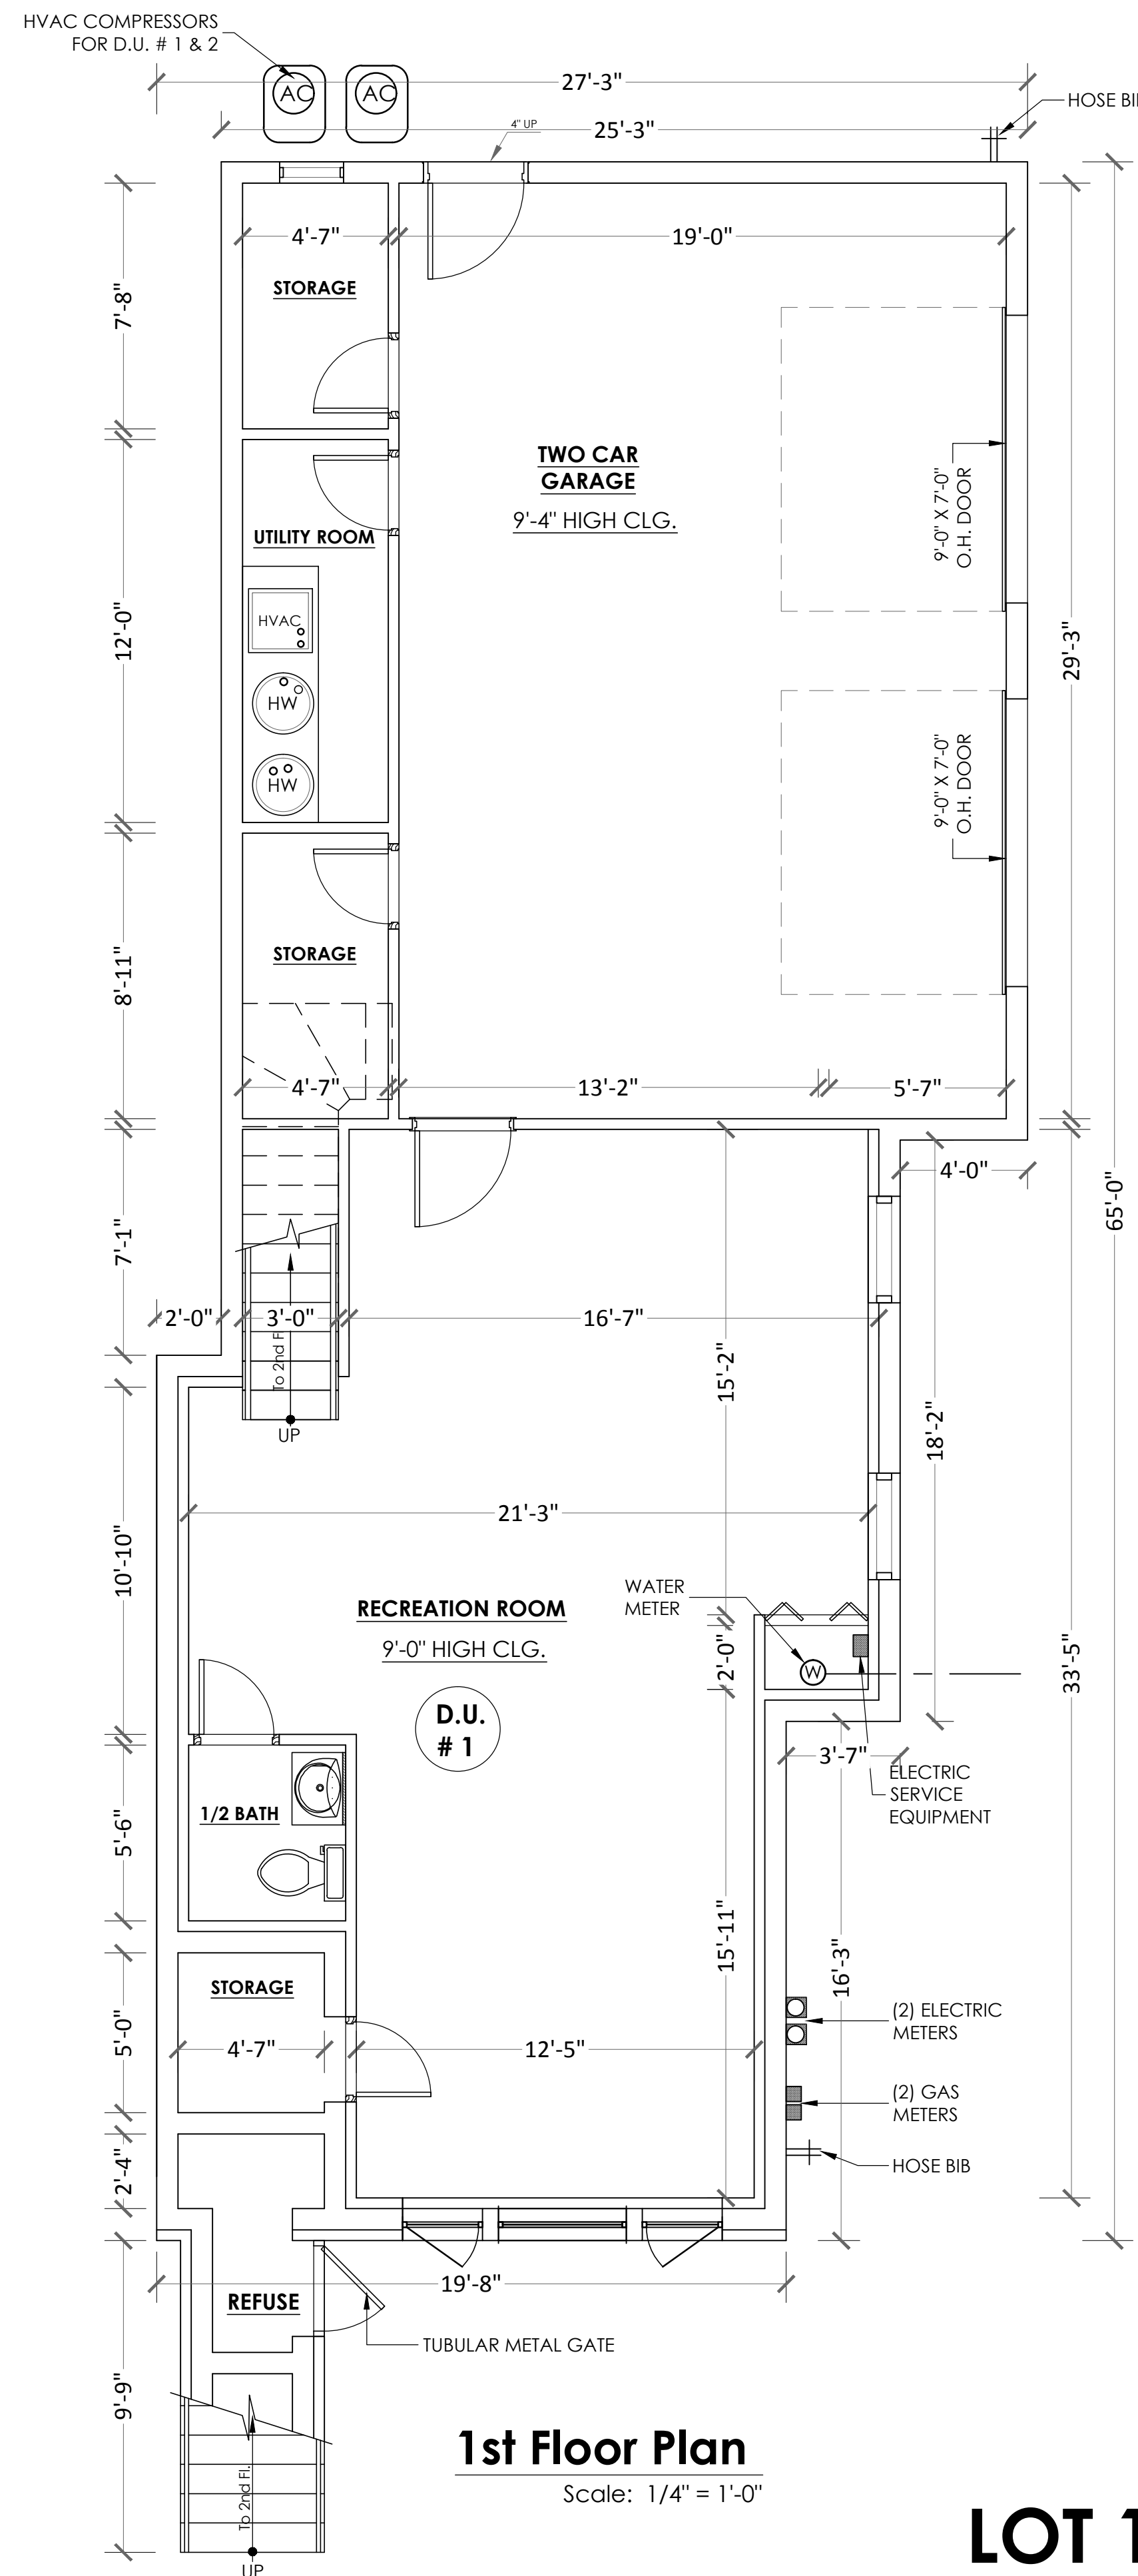 HVAC COMPRESSORS
FOR D.U. # 1 & 2
AC
AC
27'-3"
HOSE BI
4" UP
25'-3"
4'-7"
19'-0"
STORAGE
7'-8"
TWO CAR
GARAGE
9'-4" HIGH CLG.
9'-0" X 7'-0"
O.H. DOOR
UTILITY ROOM
HVAC
12'-0"
29'-3"
HW
HW
9'-0" X 7'-0"
O.H. DOOR
STORAGE
8'-11"
4'-7"
13'-2"
5'-7"
4'-0"
65'-0"
7'-1"
2'-0"
3'-0"
16'-7"
To 2nd F
15'-2"
UP
18'-2"
21'-3"
10'-10"
WATER
METER
RECREATION ROOM
9'-0" HIGH CLG.
2'-0"
W
33'-5"
D.U.
# 1
3'-7"
ELECTRIC
SERVICE
EQUIPMENT
1/2 BATH
5'-6"
15'-11"
16'-3"
STORAGE
(2) ELECTRIC
METERS
5'-0"
4'-7"
12'-5"
(2) GAS
METERS
2'-4"
HOSE BIB
19'-8"
REFUSE
TUBULAR METAL GATE
9'-9"
1st Floor Plan
Scale: 1/4" = 1'-0"
To 2nd Fl.
UP
LOT 1